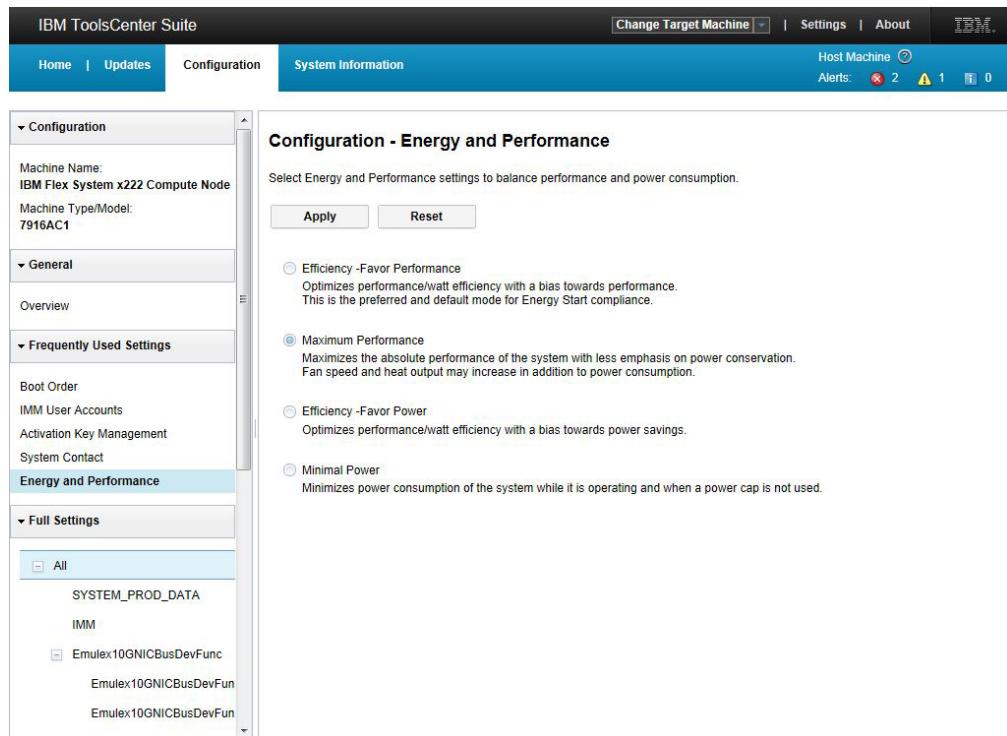 IBM ToolsCenter Suite
Change Target Machine | Settings | About
IBM.
Home | Updates
Configuration
System Information
Host Machine ?
Alerts: 2 1 0
Configuration
Machine Name:
IBM Flex System x222 Compute Node
Machine Type/Model:
7916AC1
General
Overview
Frequently Used Settings
Boot Order
IMM User Accounts
Activation Key Management
System Contact
Energy and Performance
Full Settings
All
SYSTEM_PROD_DATA
IMM
Emulex10GNICBusDevFunc
Emulex10GNICBusDevFun
Emulex10GNICBusDevFun
Configuration - Energy and Performance
Select Energy and Performance settings to balance performance and power consumption.
Apply
Reset
Efficiency -Favor Performance
Optimizes performance/watt efficiency with a bias towards performance.
This is the preferred and default mode for Energy Start compliance.
Maximum Performance
Maximizes the absolute performance of the system with less emphasis on power conservation.
Fan speed and heat output may increase in addition to power consumption.
Efficiency -Favor Power
Optimizes performance/watt efficiency with a bias towards power savings.
Minimal Power
Minimizes power consumption of the system while it is operating and when a power cap is not used.